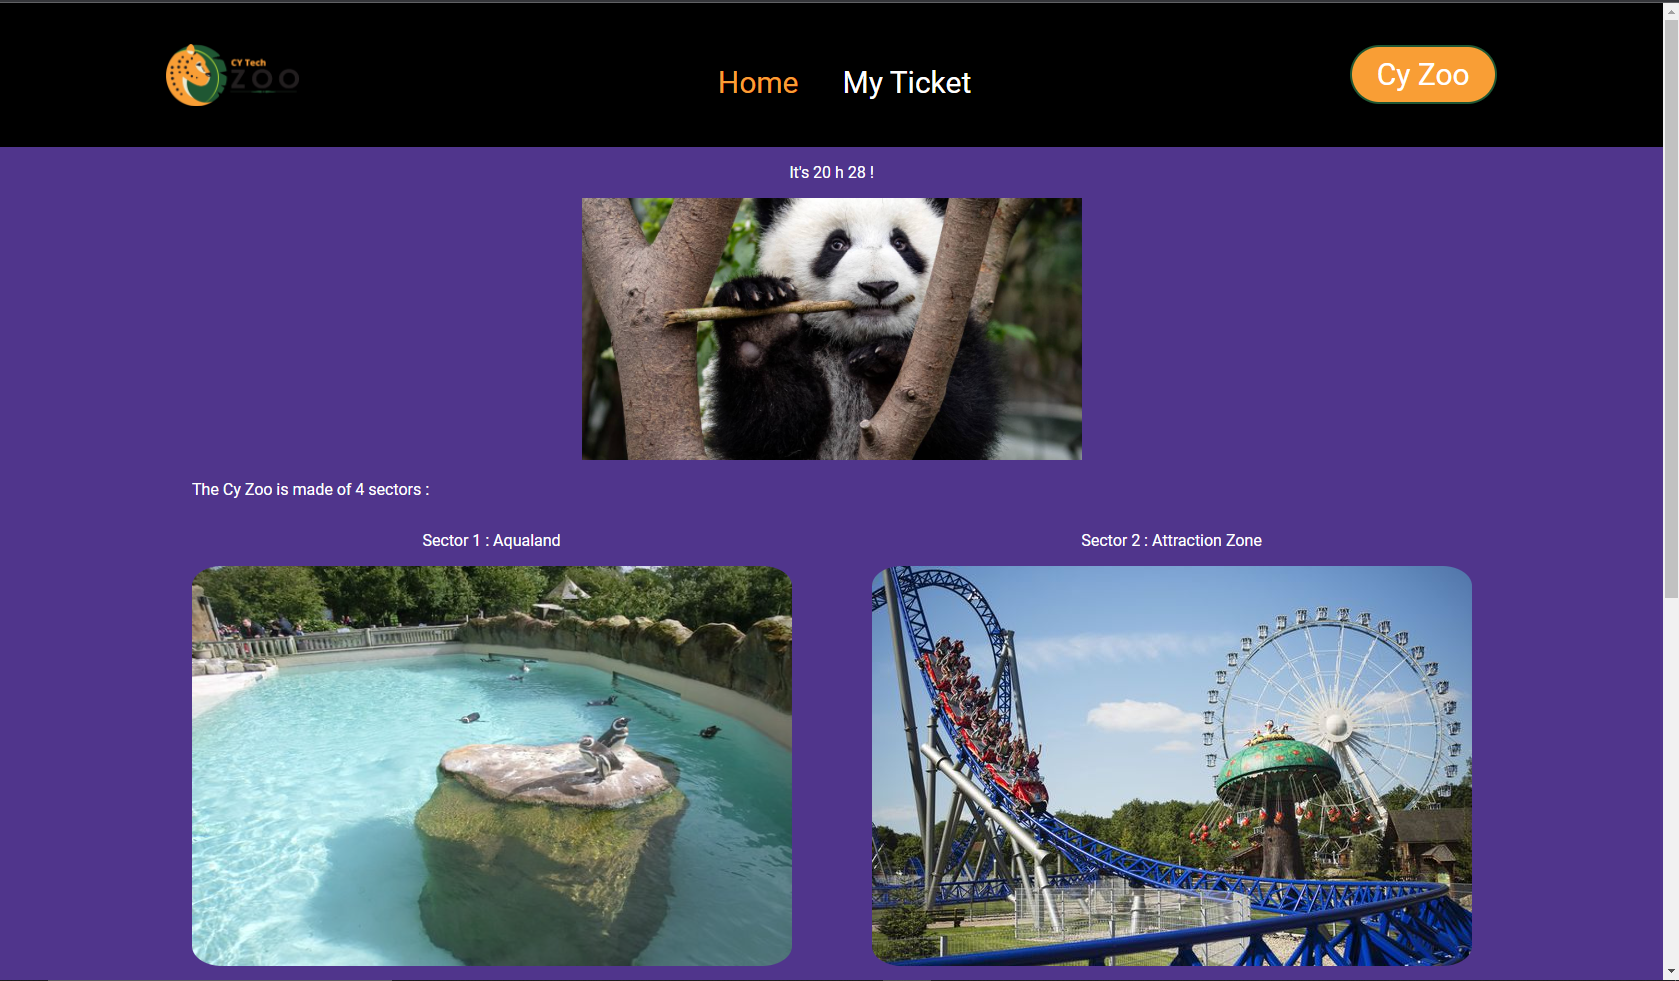 CY Tech
ZOO
Home
My Ticket
Cy Zoo
It's 20 h 28 !
The Cy Zoo is made of 4 sectors :
Sector 1 : Aqualand
Sector 2 : Attraction Zone